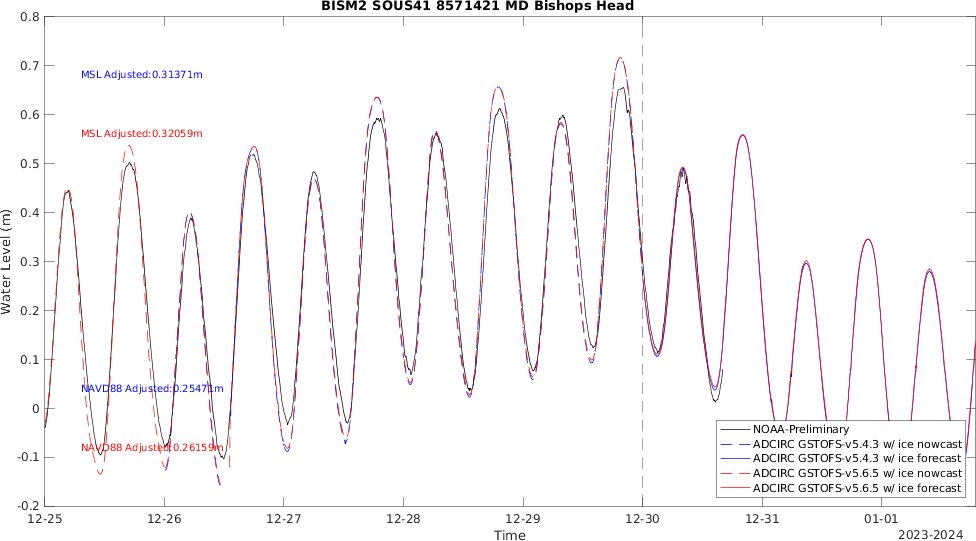 BISM2 SOUS41 8571421 MD Bishops Head
0.8
0.7
0.6
0.5
0.4
0.3
0.2
0.1
0
-0.1
-0.2
Water Level (m)
MSL Adjusted:0.31371m
MSL Adjusted:0.32059m
NAVD88 Adjusted:0.25471m
NAVD88 Adjusted:0.26159m
NOAA-Preliminary
ADCIRC GSTOFS-v5.4.3 w/ ice nowcast
ADCIRC GSTOFS-v5.4.3 w/ ice forecast
ADCIRC GSTOFS-v5.6.5 w/ ice nowcast
ADCIRC GSTOFS-v5.6.5 w/ ice forecast
12-25 12-26 12-27 12-28 12-29 12-30 12-31 01-01
Time
2023-2024